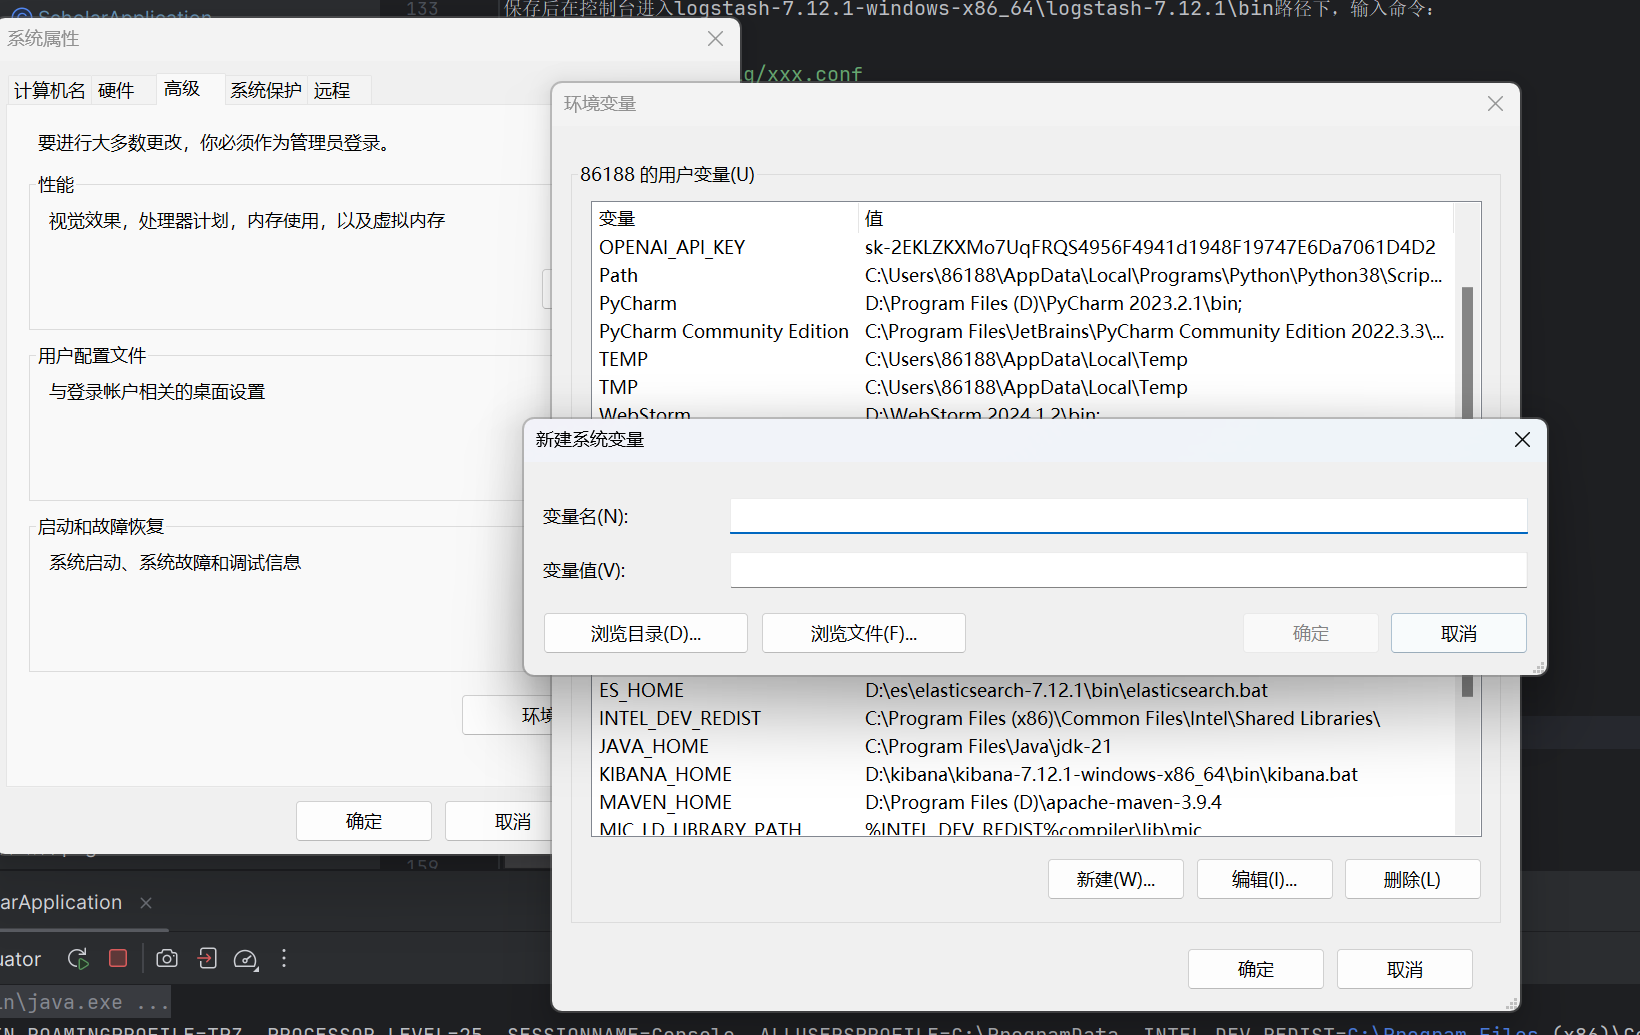 ScholarApplication
133
保存后在控制台进入logstash-7.12.1-windows-x86_64\logstash-7.12.1\bin路径下，输入命令：
系统属性
g/xxx.conf
计算机名 硬件 高级 系统保护 远程
要进行大多数更改，你必须作为管理员登录。
性能
视觉效果，处理器计划，内存使用，以及虚拟内存
用户配置文件
与登录帐户相关的桌面设置
启动和故障恢复
系统启动、系统故障和调试信息
环境
确定 取消
环境变量
86188 的用户变量(U)
变量 值
OPENAI_API_KEY sk-2EKLZKXMo7UqFRQS4956F4941d1948F19747E6Da7061D4D2
Path C:\Users\86188\AppData\Local\Programs\Python\Python38\Scrip...
PyCharm D:\Program Files (D)\PyCharm 2023.2.1\bin;
PyCharm Community Edition C:\Program Files\JetBrains\PyCharm Community Edition 2022.3.3\...
TEMP C:\Users\86188\AppData\Local\Temp
TMP C:\Users\86188\AppData\Local\Temp
WebStorm D:\WebStorm 2024.1.2\bin;
新建系统变量
变量名(N):
变量值(V):
浏览目录(D)... 浏览文件(F)... 确定 取消
ES_HOME D:\es\elasticsearch-7.12.1\bin\elasticsearch.bat
INTEL_DEV_REDIST C:\Program Files (x86)\Common Files\Intel\Shared Libraries\
JAVA_HOME C:\Program Files\Java\jdk-21
KIBANA_HOME D:\kibana\kibana-7.12.1-windows-x86_64\bin\kibana.bat
MAVEN_HOME D:\Program Files (D)\apache-maven-3.9.4
MIC_LD_LIBRARY_PATH %INTEL_DEV_REDIST%compiler\lib\mic
新建(W)... 编辑(I)... 删除(L)
确定 取消
159
arApplication
uator
in\java.exe ...
IN_ROAMINGPROFILE=TRZ, PROCESSOR_LEVEL=25, SESSIONNAME=Console, ALLUSERSPROFILE=C:\ProgramData, INTEL_DEV_REDIST=C:\Program Files (x86)\Co